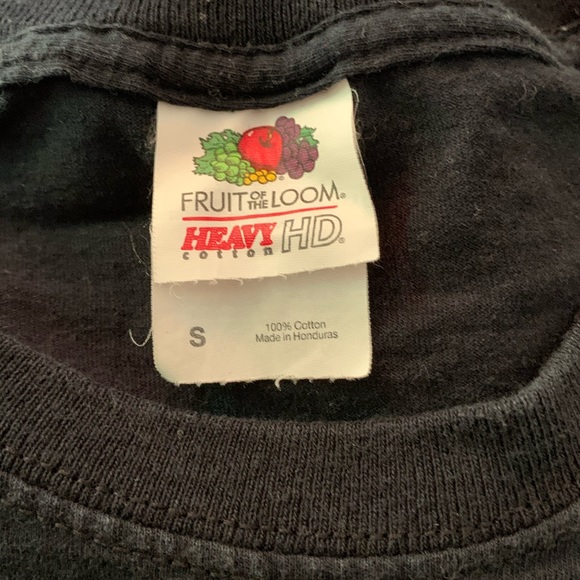 FRUIT OF THE LOOM®
HEAVY HD®
cotton
S
100% Cotton
Made in Honduras